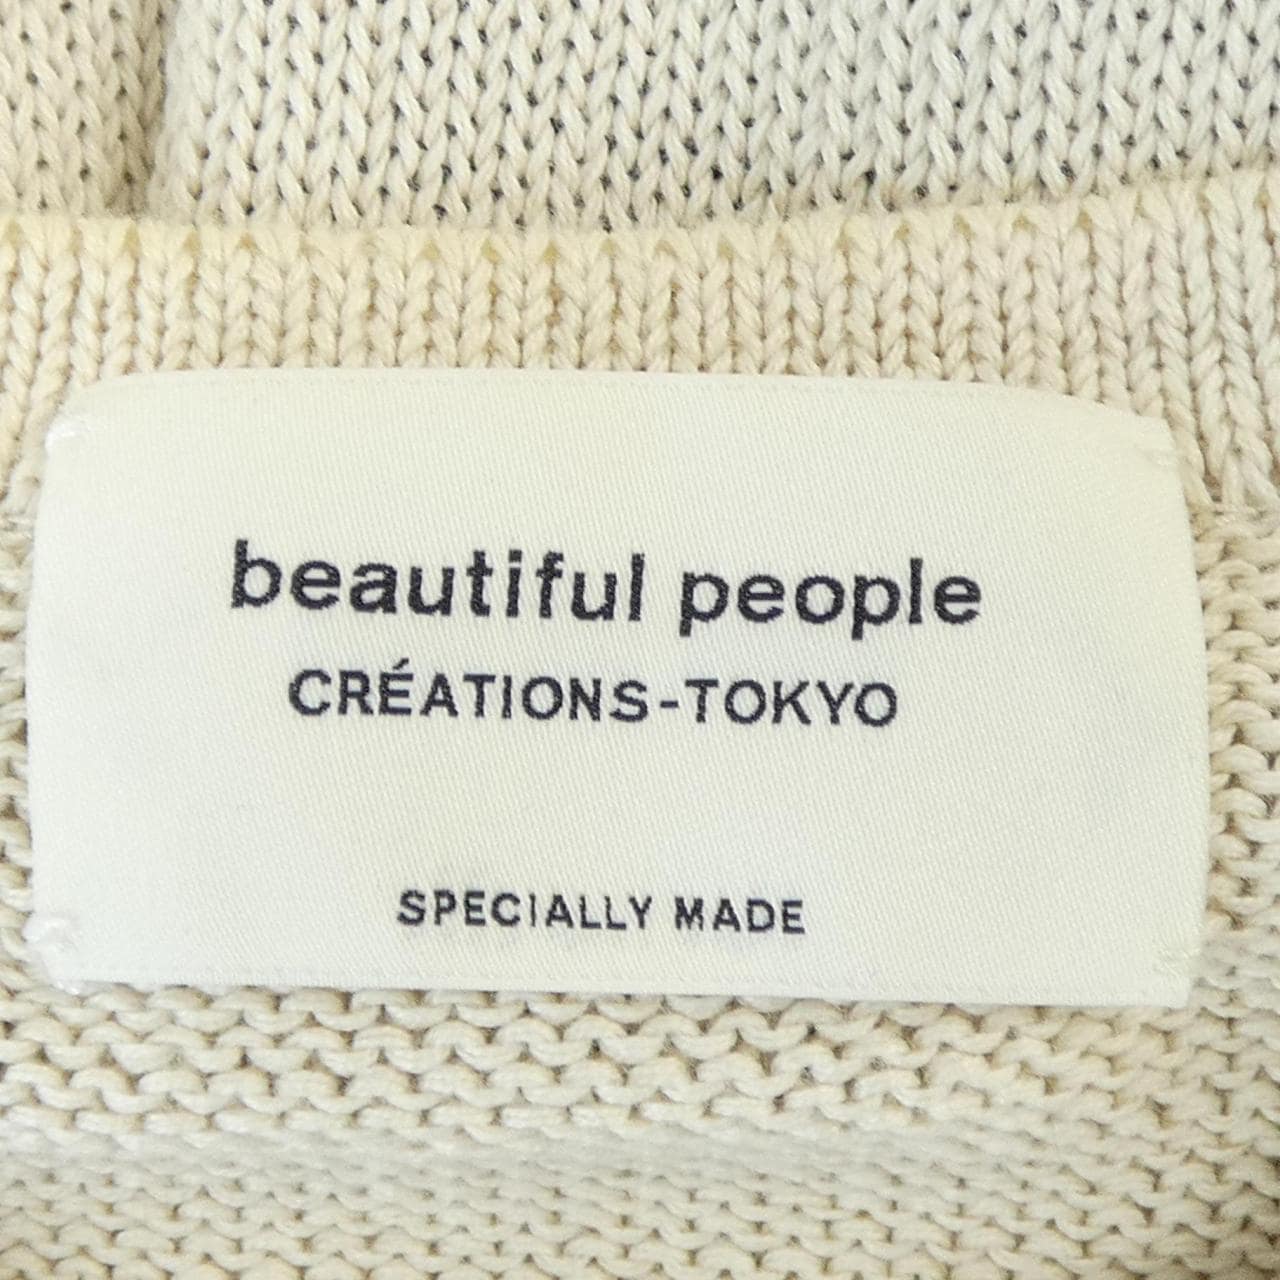 beautiful people
CRÉATIONS-TOKYO
SPECIALLY MADE